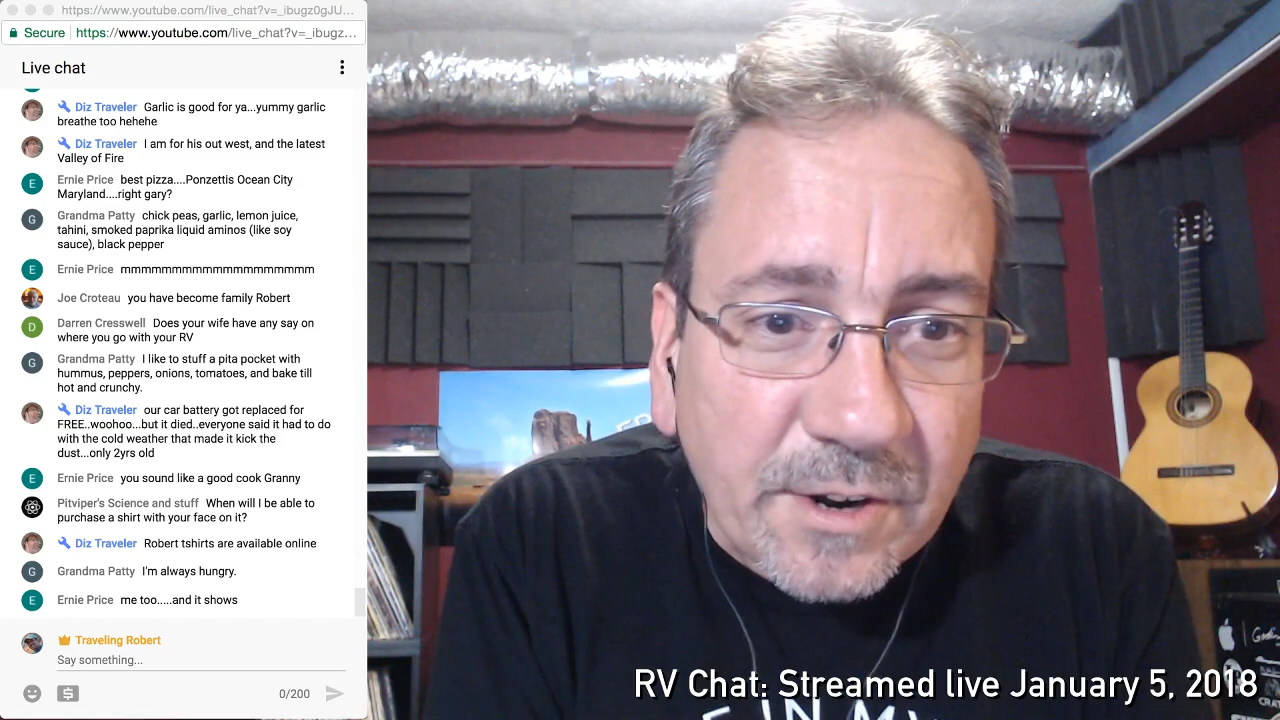 https://www.youtube.com/live_chat?v=_ibugz0gJU...
Secure https://www.youtube.com/live_chat?v=_ibugz...
Live chat
Diz Traveler Garlic is good for ya...yummy garlic
breathe too hehehe
Diz Traveler I am for his out west, and the latest
Valley of Fire
E Ernie Price best pizza....Ponzettis Ocean City
Maryland....right gary?
G Grandma Patty chick peas, garlic, lemon juice,
tahini, smoked paprika liquid aminos (like soy
sauce), black pepper
E Ernie Price mmmmmmmmmmmmmmmmmmm
Joe Croteau you have become family Robert
D Darren Cresswell Does your wife have any say on
where you go with your RV
G Grandma Patty I like to stuff a pita pocket with
hummus, peppers, onions, tomatoes, and bake till
hot and crunchy.
Diz Traveler our car battery got replaced for
FREE..woohoo...but it died..everyone said it had to do
with the cold weather that made it kick the
dust...only 2yrs old
E Ernie Price you sound like a good cook Granny
Pitviper's Science and stuff When will I be able to
purchase a shirt with your face on it?
Diz Traveler Robert tshirts are available online
G Grandma Patty I'm always hungry.
E Ernie Price me too.....and it shows
Traveling Robert
Say something...
0/200
RV Chat: Streamed live January 5, 2018
IN MY